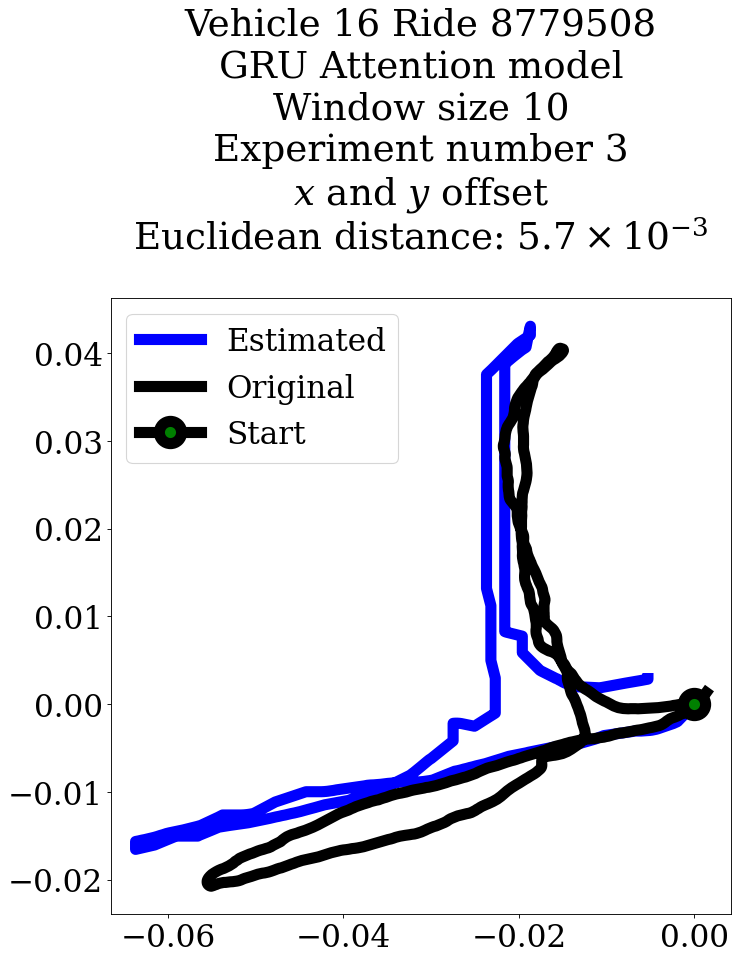 Vehicle 16 Ride 8779508
GRU Attention model
Window size 10
Experiment number 3
x and y offset
Euclidean distance: 5.7 × 10⁻³
Estimated
Original
Start
0.04
0.03
0.02
0.01
0.00
−0.01
−0.02
−0.06 −0.04 −0.02 0.00